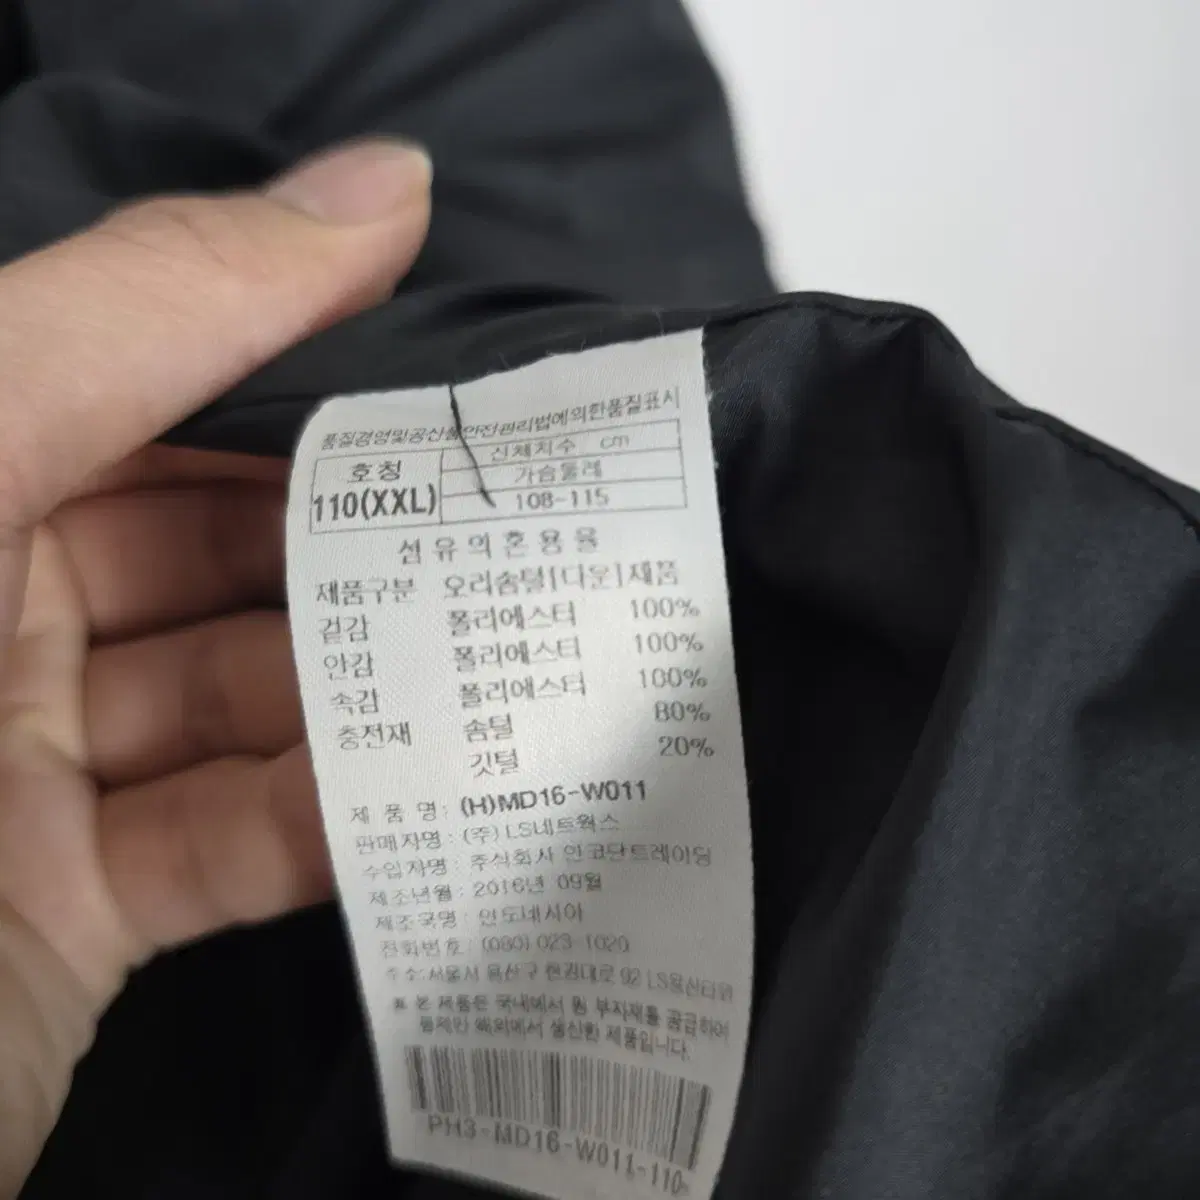 품질경영및공산품안전관리법에의한품질표시
호칭 신체치수 cm
가슴둘레
110(XXL) 108-115
섬유의혼용율
제품구분 오리솜털[다운]제품
겉감 폴리에스터 100%
안감 폴리에스터 100%
속감 폴리에스터 100%
충전재 솜털 80%
깃털 20%
제품명: (H)MD16-W011
판매자명: (주)LS네트웍스
수입자명: 주식회사 인코단트레이딩
제조년월: 2016년 09월
제조국명: 인도네시아
전화번호: (080) 023-1020
주소:서울시 용산구 한강대로 92 LS용산타워
* 본 제품은 국내에서 원 부자재를 공급하여
해외에서 생산한 제품입니다.
PH3-MD16-W011-110